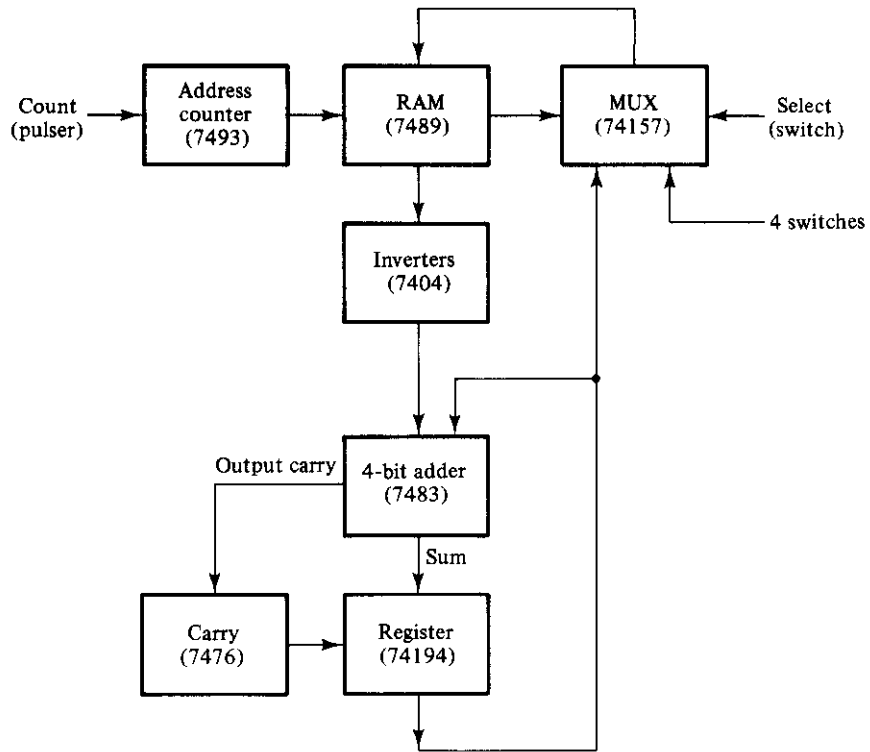 Count
(pulser)
Address
counter
(7493)
RAM
(7489)
MUX
(74157)
Select
(switch)
4 switches
Inverters
(7404)
Output carry
4-bit adder
(7483)
Sum
Carry
(7476)
Register
(74194)